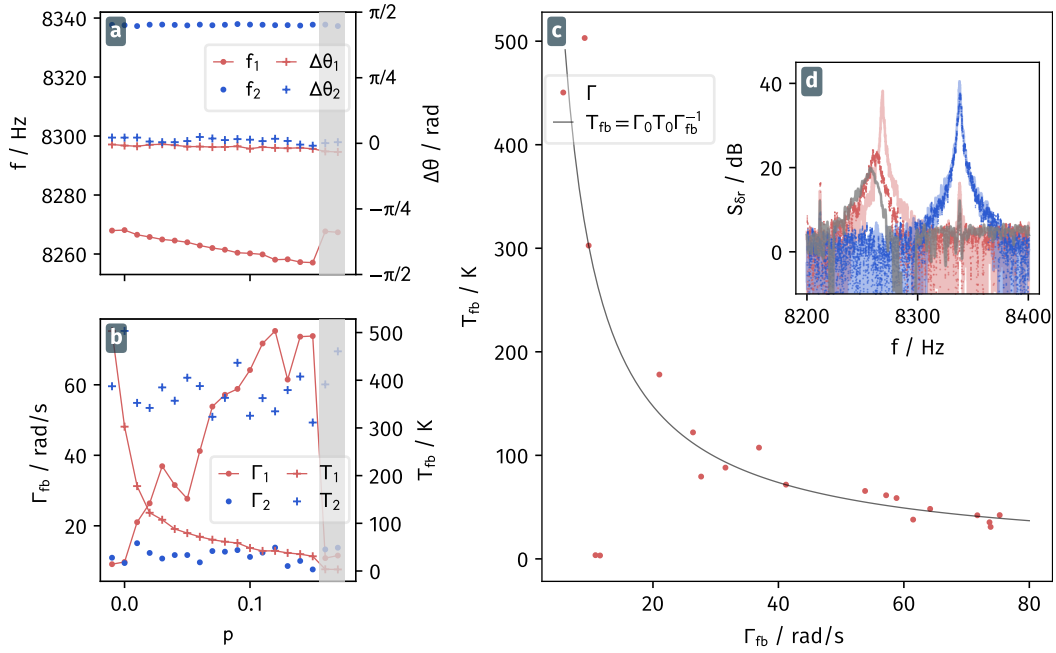 a
8340
8320
8300
8280
8260
f / Hz
π/2
π/4
0
−π/4
−π/2
Δθ / rad
f₁ Δθ₁
f₂ Δθ₂
b
60
40
20
Γfb / rad/s
500
400
300
200
100
0
Tfb / K
Γ₁ T₁
Γ₂ T₂
0.0 0.1
p
c
500
400
300
200
100
0
Tfb / K
Γ
Tfb = Γ₀T₀Γfb⁻¹
20 40 60 80
Γfb / rad/s
d
40
20
0
Sδr / dB
8200 8300 8400
f / Hz